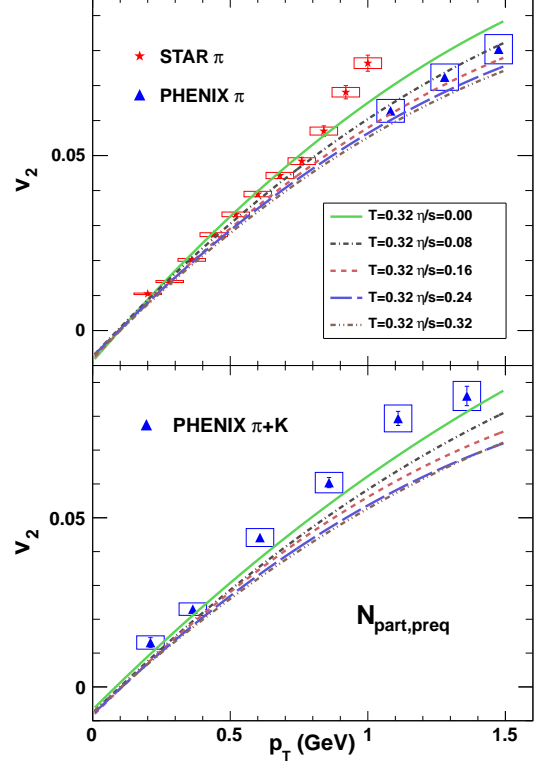 STAR π
PHENIX π
v₂
0.05
0
T=0.32 η/s=0.00
T=0.32 η/s=0.08
T=0.32 η/s=0.16
T=0.32 η/s=0.24
T=0.32 η/s=0.32
PHENIX π+K
v₂
0.05
0
N_part,preq
0 0.5 1 1.5
p_T (GeV)